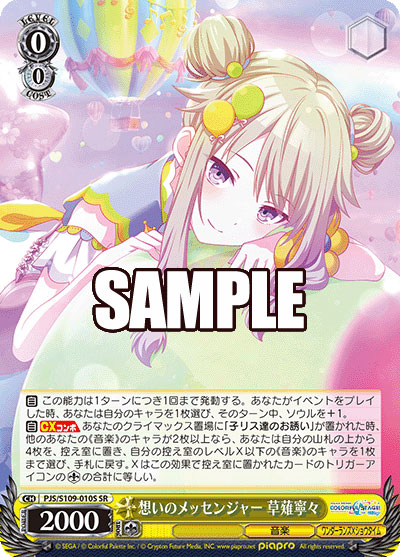 LEVEL
0
0
COST
SAMPLE
自 この能力は1ターンにつき1回まで発動する。あなたがイベントをプレイ
した時、あなたは自分のキャラを1枚選び、そのターン中、ソウルを+1。
自 CXコンボ あなたのクライマックス置場に「子リス達のお誘い」が置かれた時、
他のあなたの《音楽》のキャラが2枚以上なら、あなたは自分の山札の上から
4枚を、控え室に置き、自分の控え室のレベルX以下の《音楽》のキャラを1枚
まで選び、手札に戻す。Xはこの効果で控え室に置かれたカードのトリガーア
イコンの の合計に等しい。
CH PJS/S109-010S SR
想いのメッセンジャー 草薙寧々
POWER
2000
音楽
ワンダーランズ×ショウタイム
COLORFUL STAGE!
© SEGA / © Colorful Palette Inc. / © Crypton Future Media, INC. www.piapro.net piapro All rights reserved.